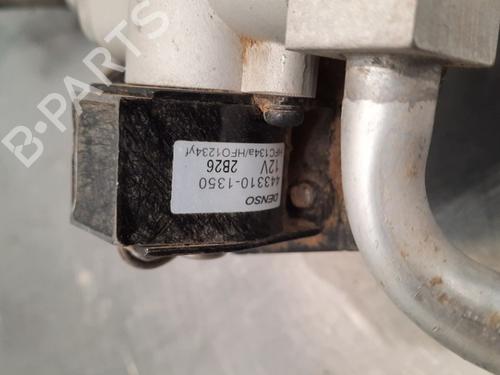 DENSO
443310-1350
12V 2B26
HFC134a/HFO1234yf
B-PARTS